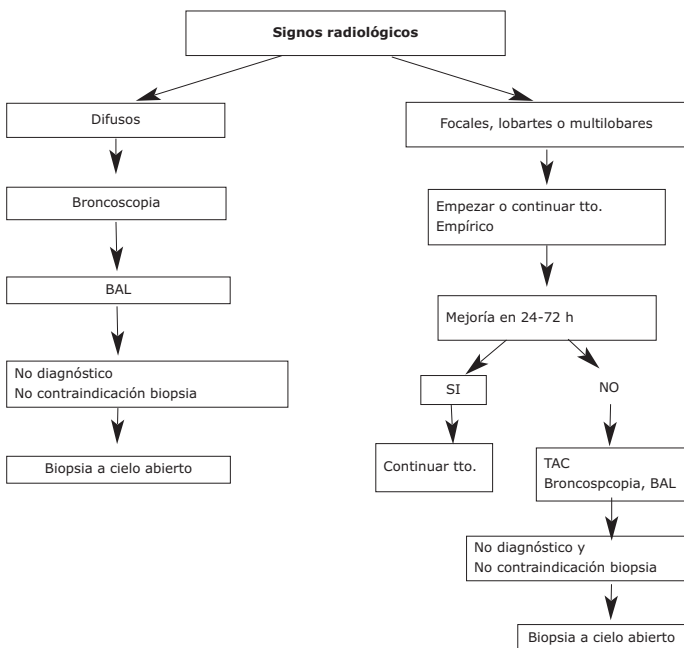 Signos radiológicos
Difusos
Broncoscopia
BAL
No diagnóstico
No contraindicación biopsia
Biopsia a cielo abierto
Focales, lobartes o multilobares
Empezar o continuar tto.
Empírico
Mejoría en 24-72 h
SI
NO
Continuar tto.
TAC
Broncospcopia, BAL
No diagnóstico y
No contraindicación biopsia
Biopsia a cielo abierto